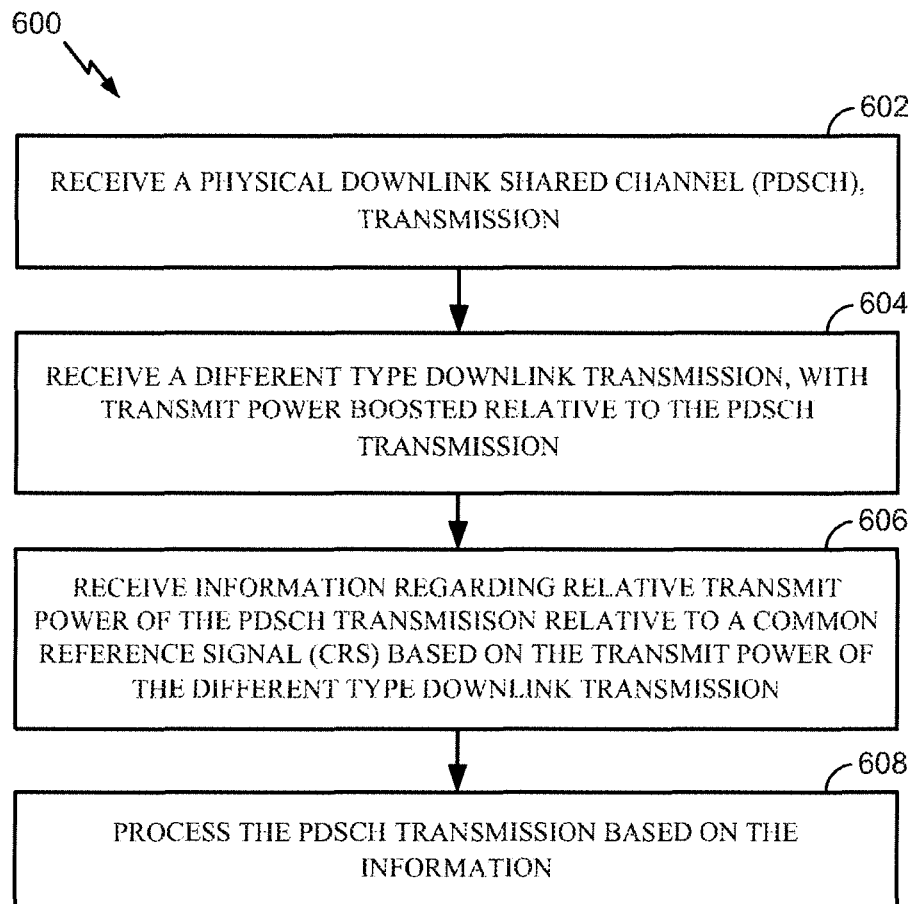 600
602
RECEIVE A PHYSICAL DOWNLINK SHARED CHANNEL (PDSCH),
TRANSMISSION
604
RECEIVE A DIFFERENT TYPE DOWNLINK TRANSMISSION, WITH
TRANSMIT POWER BOOSTED RELATIVE TO THE PDSCH
TRANSMISSION
606
RECEIVE INFORMATION REGARDING RELATIVE TRANSMIT
POWER OF THE PDSCH TRANSMISISON RELATIVE TO A COMMON
REFERENCE SIGNAL (CRS) BASED ON THE TRANSMIT POWER OF
THE DIFFERENT TYPE DOWNLINK TRANSMISSION
608
PROCESS THE PDSCH TRANSMISSION BASED ON THE
INFORMATION